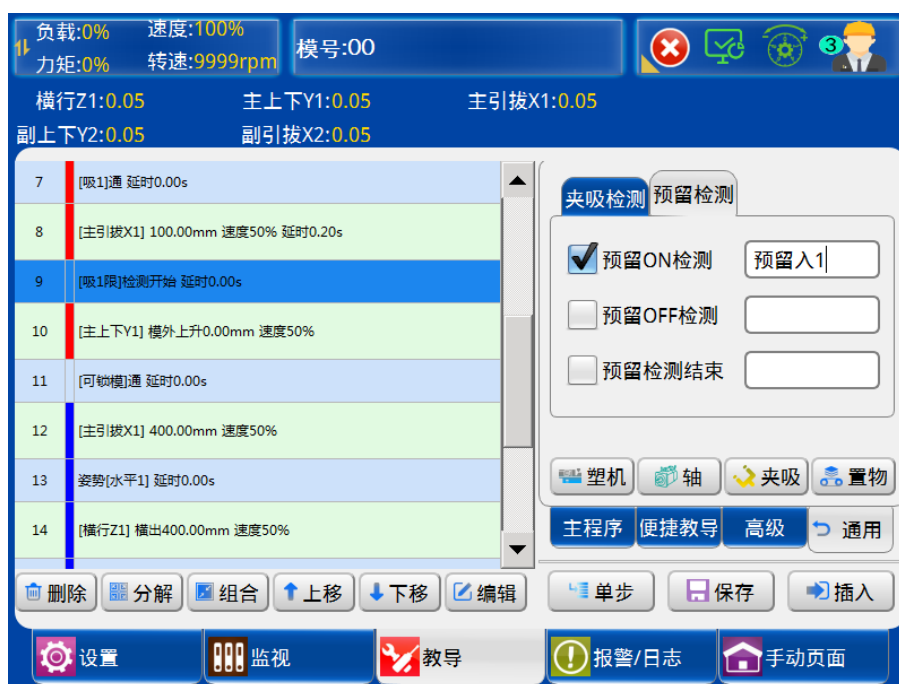 负载:0% 速度:100%
力矩:0% 转速:9999rpm
模号:00
3
横行Z1:0.05 主上下Y1:0.05 主引拔X1:0.05
副上下Y2:0.05 副引拔X2:0.05
7 [吸1]通 延时0.00s
8 [主引拔X1] 100.00mm 速度50% 延时0.20s
9 [吸1限]检测开始 延时0.00s
10 [主上下Y1] 模外上升0.00mm 速度50%
11 [可锁模]通 延时0.00s
12 [主引拔X1] 400.00mm 速度50%
13 姿势[水平1] 延时0.00s
14 [横行Z1] 横出400.00mm 速度50%
夹吸检测 预留检测
预留ON检测 预留入1
预留OFF检测
预留检测结束
塑机 轴 夹吸 置物
主程序 便捷教导 高级 通用
删除 分解 组合 上移 下移 编辑 单步 保存 插入
设置 监视 教导 报警/日志 手动页面